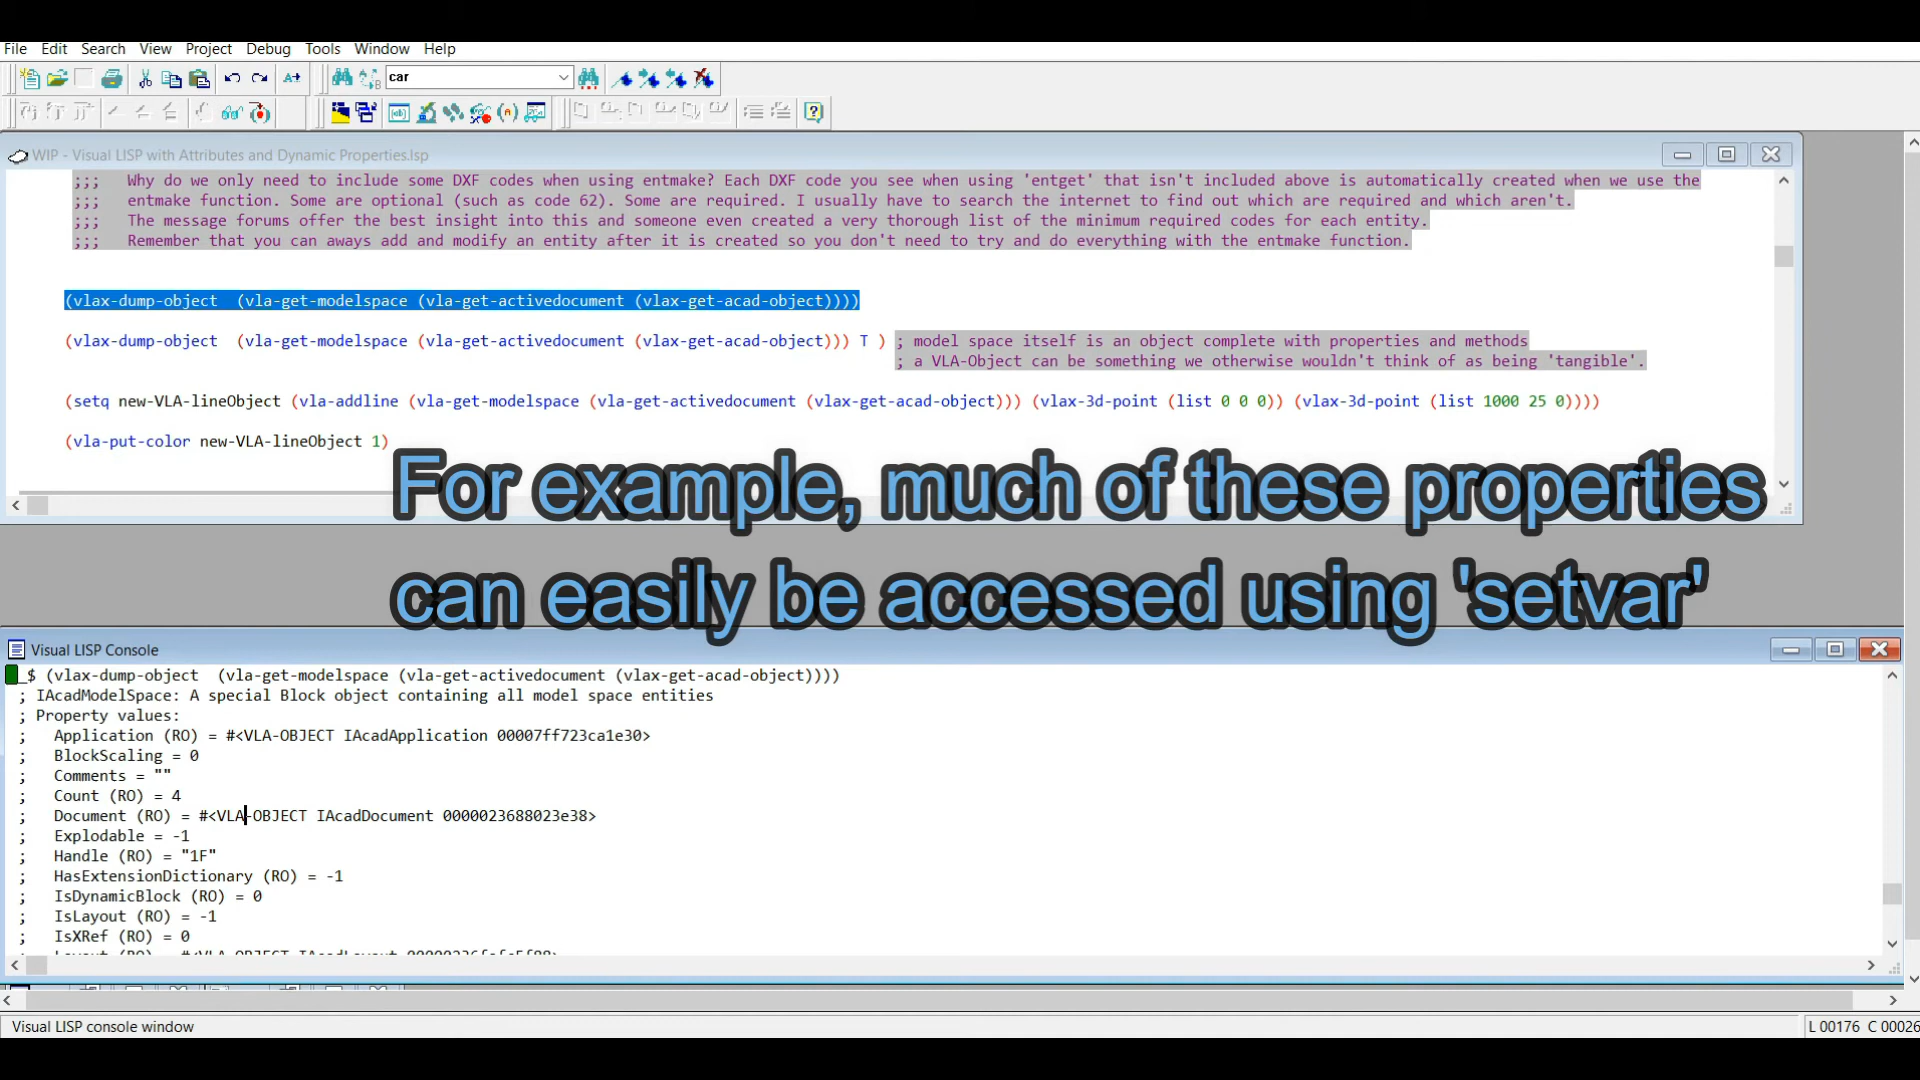 File Edit Search View Project Debug Tools Window Help
car
WIP - Visual LISP with Attributes and Dynamic Properties.lsp
;;; Why do we only need to include some DXF codes when using entmake? Each DXF code you see when using 'entget' that isn't included above is automatically created when we use the
;;; entmake function. Some are optional (such as code 62). Some are required. I usually have to search the internet to find out which are required and which aren't.
;;; The message forums offer the best insight into this and someone even created a very thorough list of the minimum required codes for each entity.
;;; Remember that you can aways add and modify an entity after it is created so you don't need to try and do everything with the entmake function.
(vlax-dump-object (vla-get-modelspace (vla-get-activedocument (vlax-get-acad-object))))
(vlax-dump-object (vla-get-modelspace (vla-get-activedocument (vlax-get-acad-object))) T ) ; model space itself is an object complete with properties and methods
; a VLA-Object can be something we otherwise wouldn't think of as being 'tangible'.
(setq new-VLA-lineObject (vla-addline (vla-get-modelspace (vla-get-activedocument (vlax-get-acad-object))) (vlax-3d-point (list 0 0 0)) (vlax-3d-point (list 1000 25 0))))
(vla-put-color new-VLA-lineObject 1)
For example, much of these properties
can easily be accessed using 'setvar'
Visual LISP Console
_$ (vlax-dump-object (vla-get-modelspace (vla-get-activedocument (vlax-get-acad-object))))
; IAcadModelSpace: A special Block object containing all model space entities
; Property values:
; Application (RO) = #<VLA-OBJECT IAcadApplication 00007ff723ca1e30>
; BlockScaling = 0
; Comments = ""
; Count (RO) = 4
; Document (RO) = #<VLA-OBJECT IAcadDocument 0000023688023e38>
; Explodable = -1
; Handle (RO) = "1F"
; HasExtensionDictionary (RO) = -1
; IsDynamicBlock (RO) = 0
; IsLayout (RO) = -1
; IsXRef (RO) = 0
; Layout (RO) = #<VLA-OBJECT IAcadLayout
Visual LISP console window
L 00176 C 00026